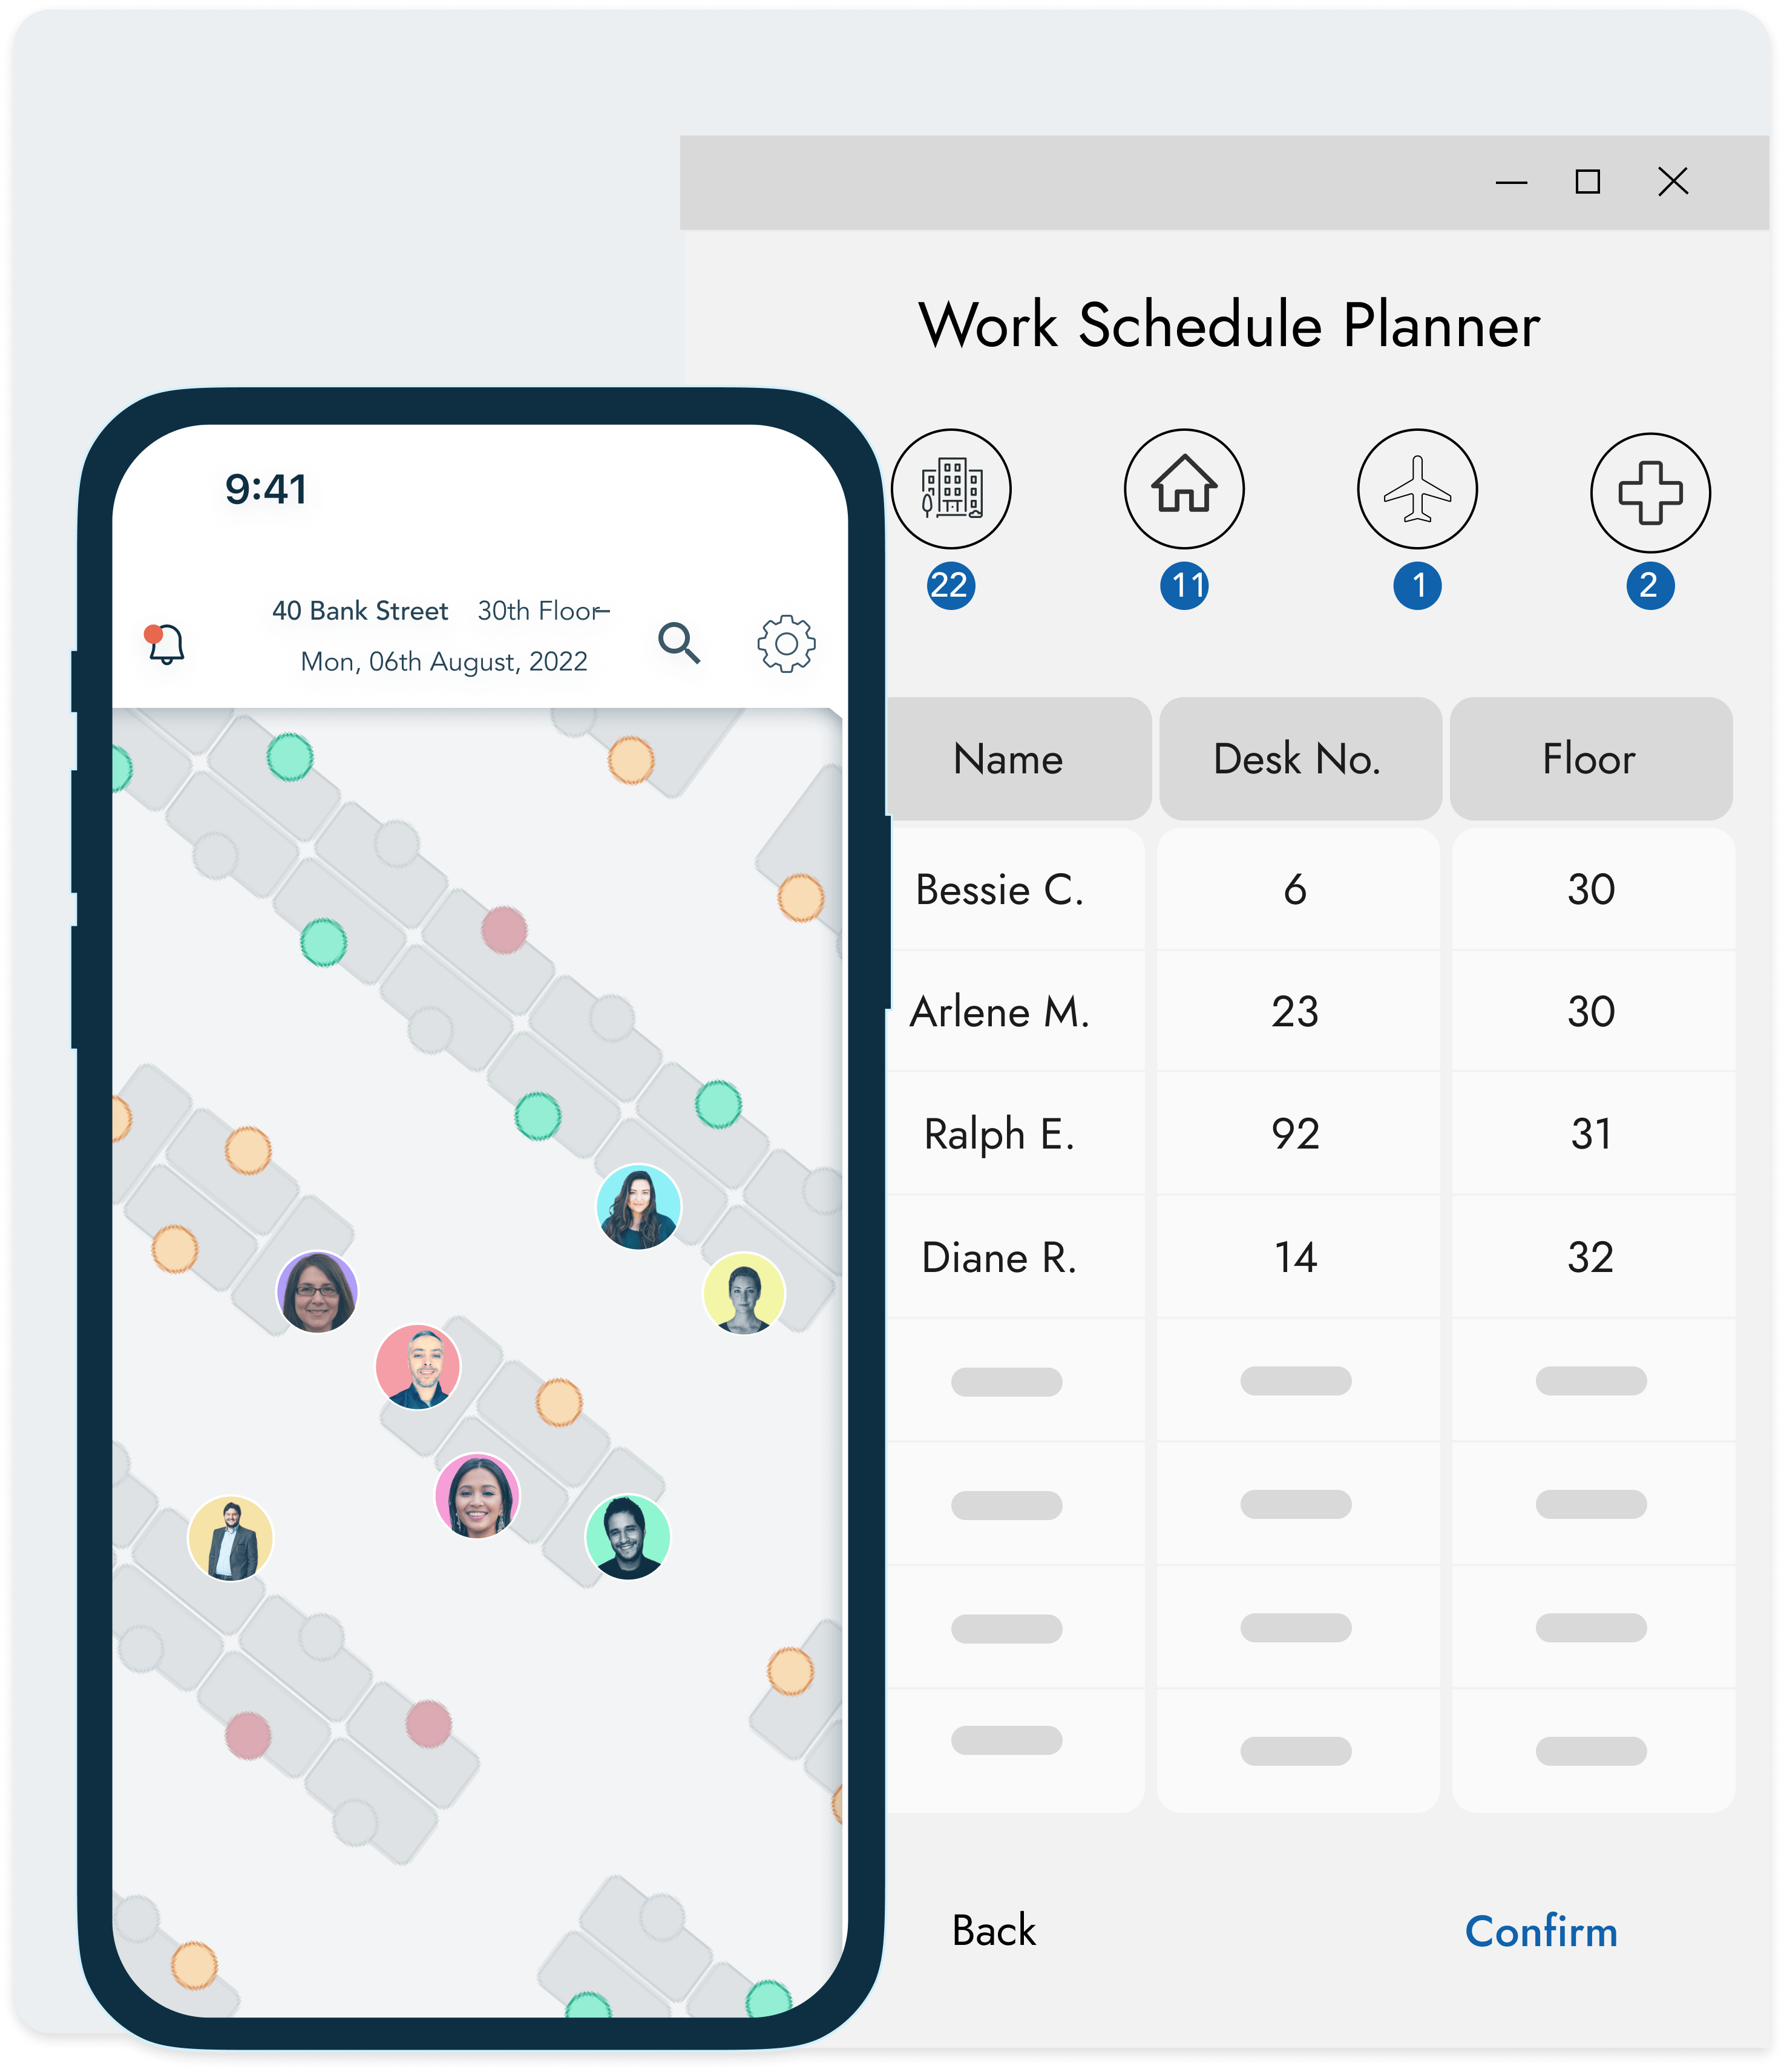 Work Schedule Planner
22 11 1 2
Name Desk No. Floor
Bessie C. 6 30
Arlene M. 23 30
Ralph E. 92 31
Diane R. 14 32
Back Confirm
9:41
40 Bank Street 30th Floor
Mon, 06th August, 2022